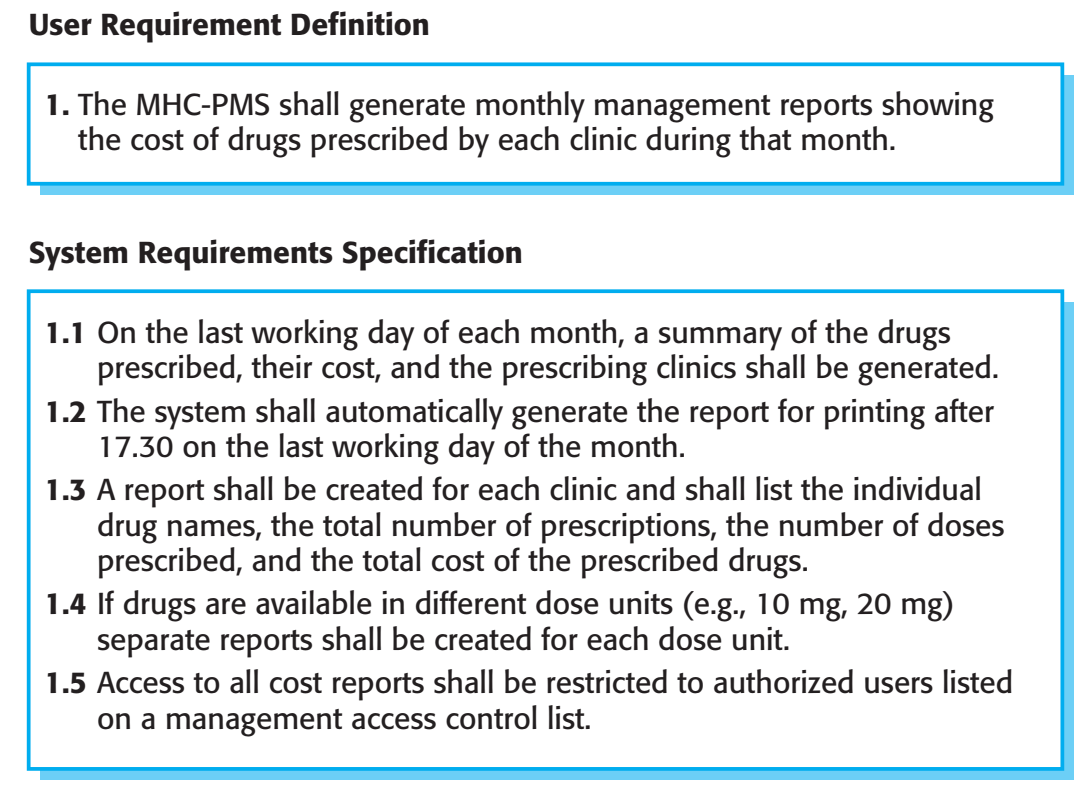 User Requirement Definition
1. The MHC-PMS shall generate monthly management reports showing
the cost of drugs prescribed by each clinic during that month.
System Requirements Specification
1.1 On the last working day of each month, a summary of the drugs
prescribed, their cost, and the prescribing clinics shall be generated.
1.2 The system shall automatically generate the report for printing after
17.30 on the last working day of the month.
1.3 A report shall be created for each clinic and shall list the individual
drug names, the total number of prescriptions, the number of doses
prescribed, and the total cost of the prescribed drugs.
1.4 If drugs are available in different dose units (e.g., 10 mg, 20 mg)
separate reports shall be created for each dose unit.
1.5 Access to all cost reports shall be restricted to authorized users listed
on a management access control list.